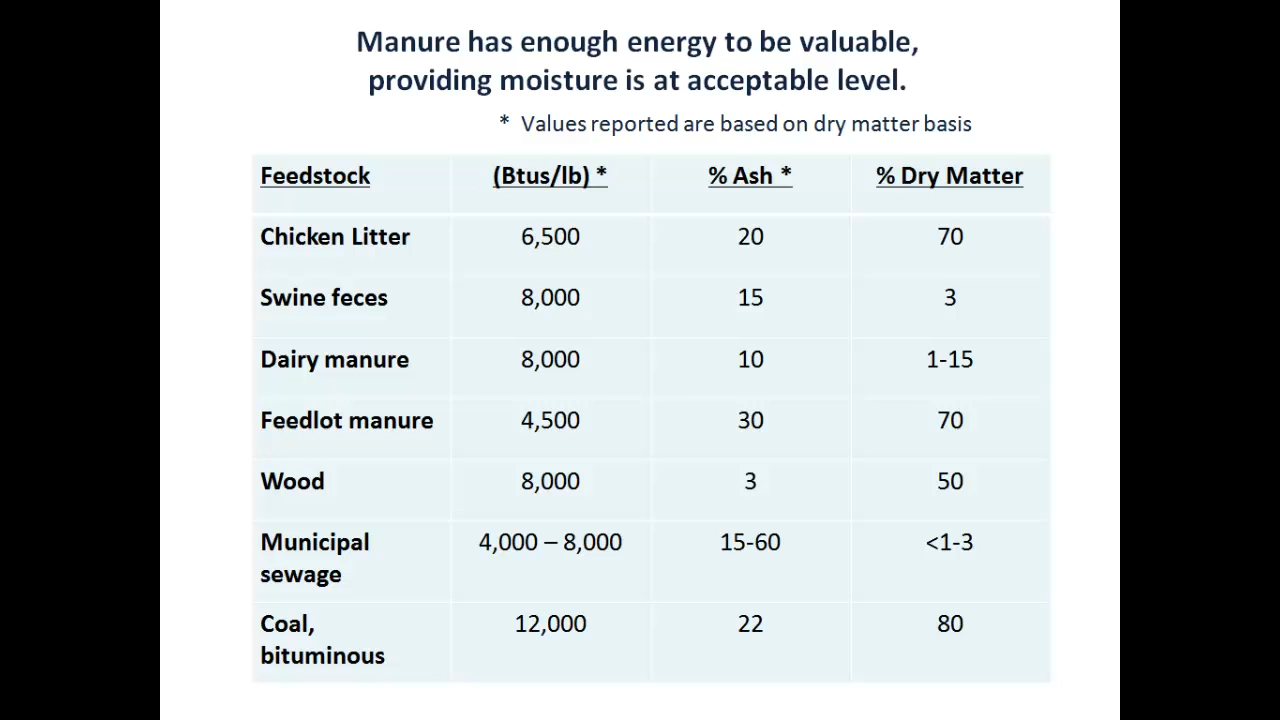 Manure has enough energy to be valuable,
providing moisture is at acceptable level.
* Values reported are based on dry matter basis
Feedstock (Btus/lb) * % Ash * % Dry Matter
Chicken Litter 6,500 20 70
Swine feces 8,000 15 3
Dairy manure 8,000 10 1-15
Feedlot manure 4,500 30 70
Wood 8,000 3 50
Municipal 4,000 – 8,000 15-60 <1-3
sewage
Coal, 12,000 22 80
bituminous